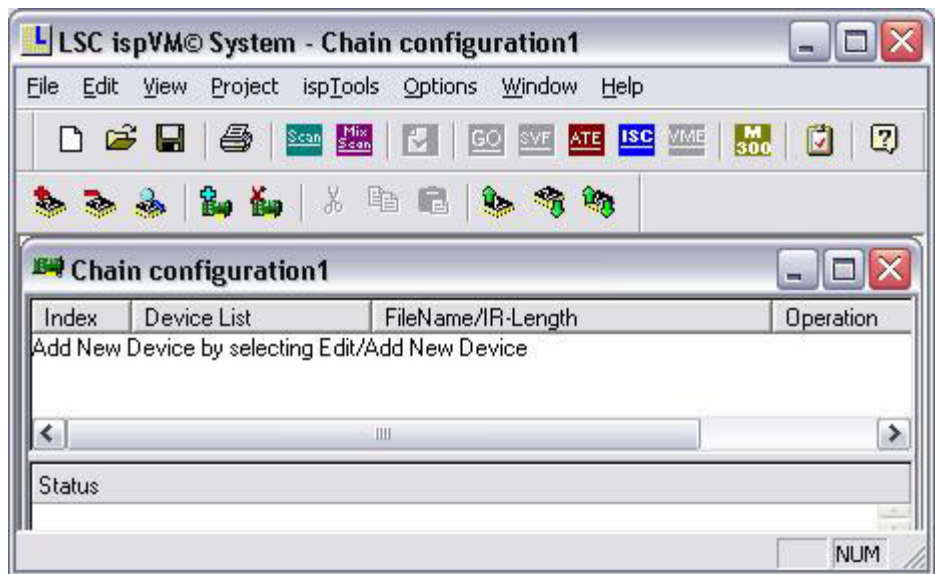 LSC ispVM© System - Chain configuration1
File Edit View Project ispTools Options Window Help
Scan Mix Scan GO SVF ATE ISC VME M 300
Chain configuration1
Index Device List FileName/IR-Length Operation
Add New Device by selecting Edit/Add New Device
Status
NUM